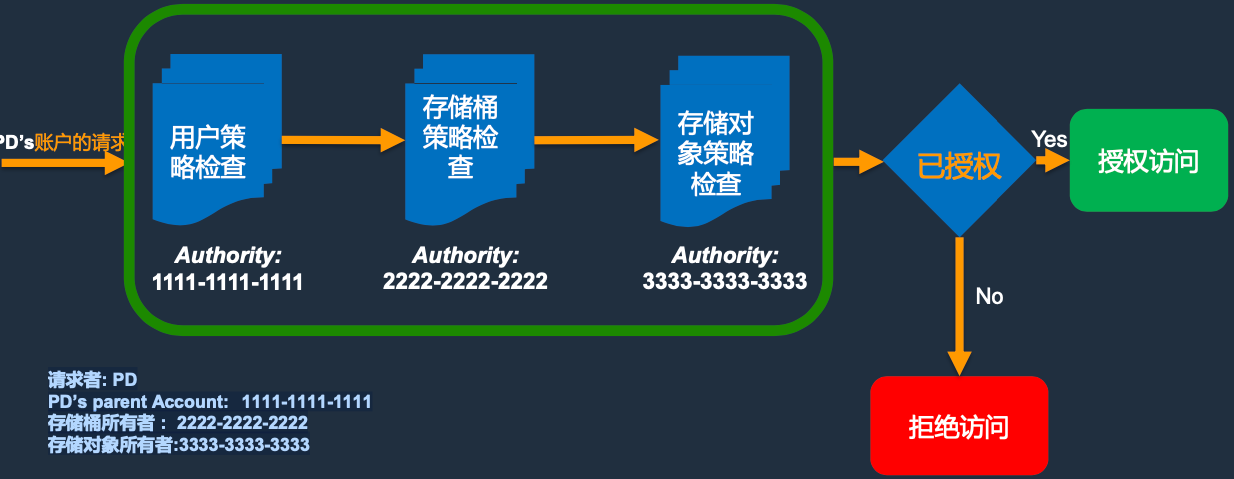 PD's账户的请求
用户策
略检查
存储桶
策略检
查
存储对
象策略
检查
Authority:
1111-1111-1111
Authority:
2222-2222-2222
Authority:
3333-3333-3333
已授权
Yes
授权访问
No
拒绝访问
请求者: PD
PD's parent Account: 1111-1111-1111
存储桶所有者： 2222-2222-2222
存储对象所有者:3333-3333-3333